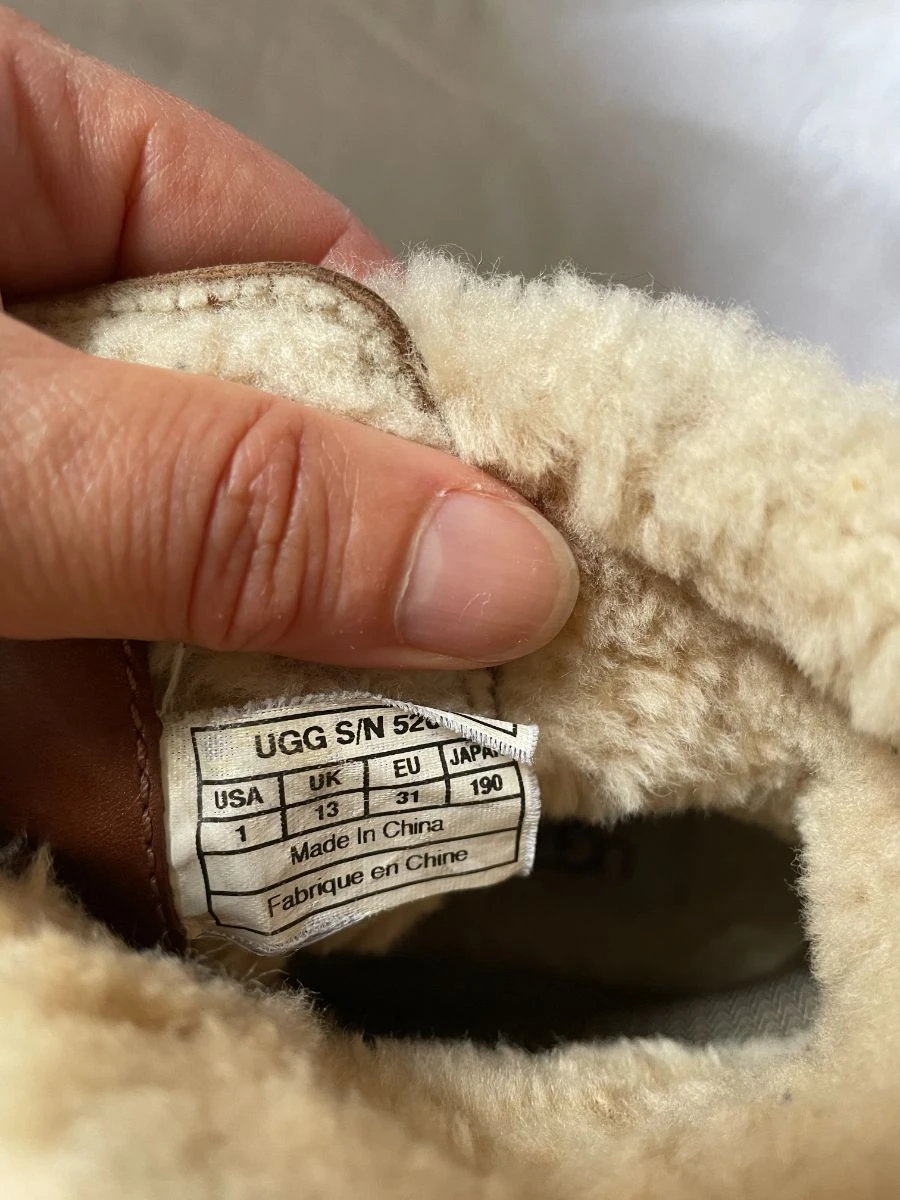 UGG S/N
USA UK EU
1 13 31 190
Made In China
Fabrique en Chine